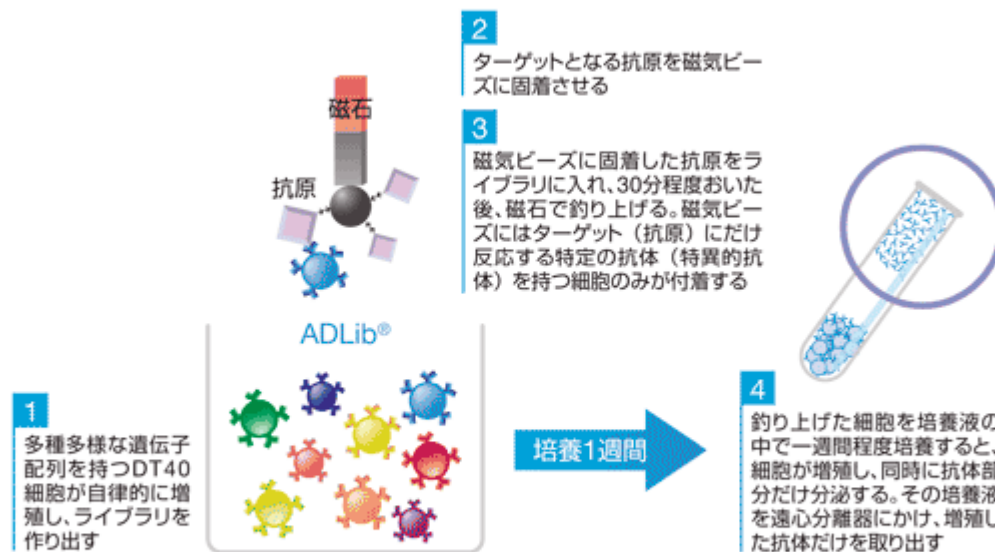 2
ターゲットとなる抗原を磁気ビー
ズに固着させる
磁石
3
磁気ビーズに固着した抗原をラ
イブラリに入れ、30分程度おいた
後、磁石で釣り上げる。磁気ビー
ズにはターゲット（抗原）にだけ
反応する特定の抗体（特異的抗
体）を持つ細胞のみが付着する
抗原
ADLib®
1
多種多様な遺伝子
配列を持つDT40
細胞が自律的に増
殖し、ライブラリを
作り出す
培養1週間
4
釣り上げた細胞を培養液の
中で一週間程度培養すると、
細胞が増殖し、同時に抗体部
分だけ分泌する。その培養液
を遠心分離器にかけ、増殖し
た抗体だけを取り出す